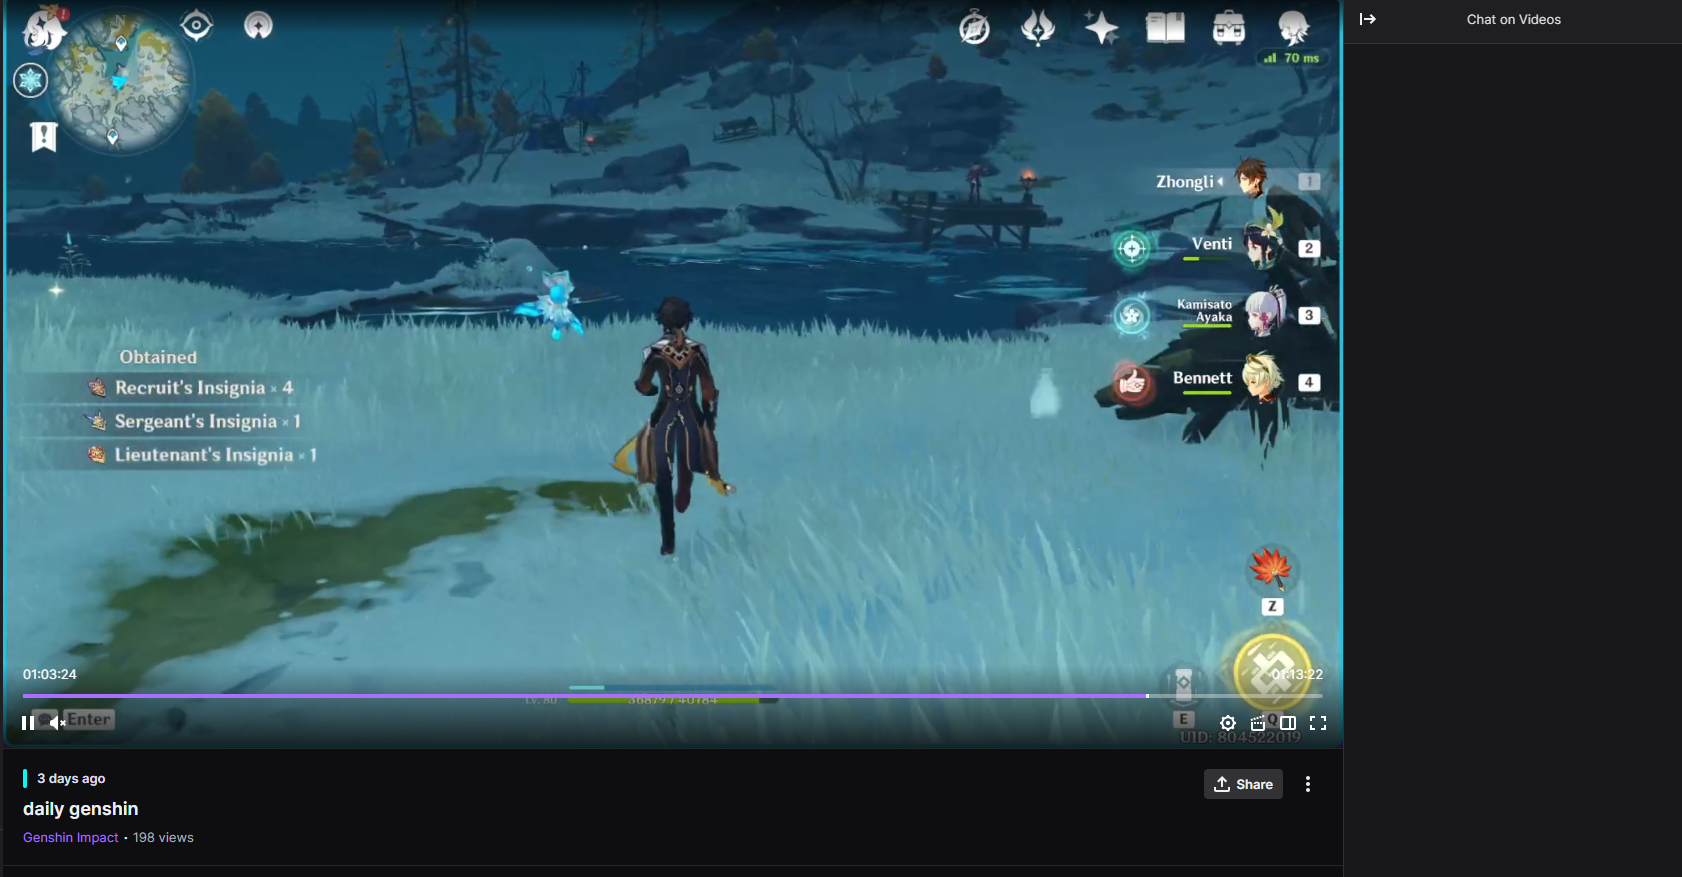 N
70 ms
Zhongli
1
Venti
2
Kamisato
Ayaka
3
Bennett
4
Obtained
Recruit's Insignia × 4
Sergeant's Insignia × 1
Lieutenant's Insignia × 1
Z
01:03:24
01:13:22
Lv. 80
36879 / 40784
Enter
E
Q
UID: 804522019
Chat on Videos
3 days ago
daily genshin
Genshin Impact • 198 views
Share